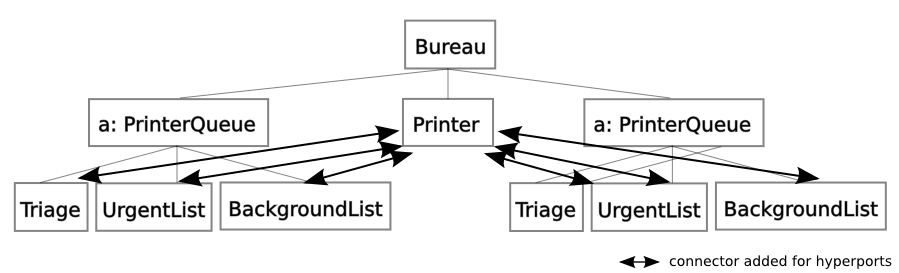 Bureau
a: PrinterQueue
Printer
a: PrinterQueue
Triage
UrgentList
BackgroundList
Triage
UrgentList
BackgroundList
connector added for hyperports